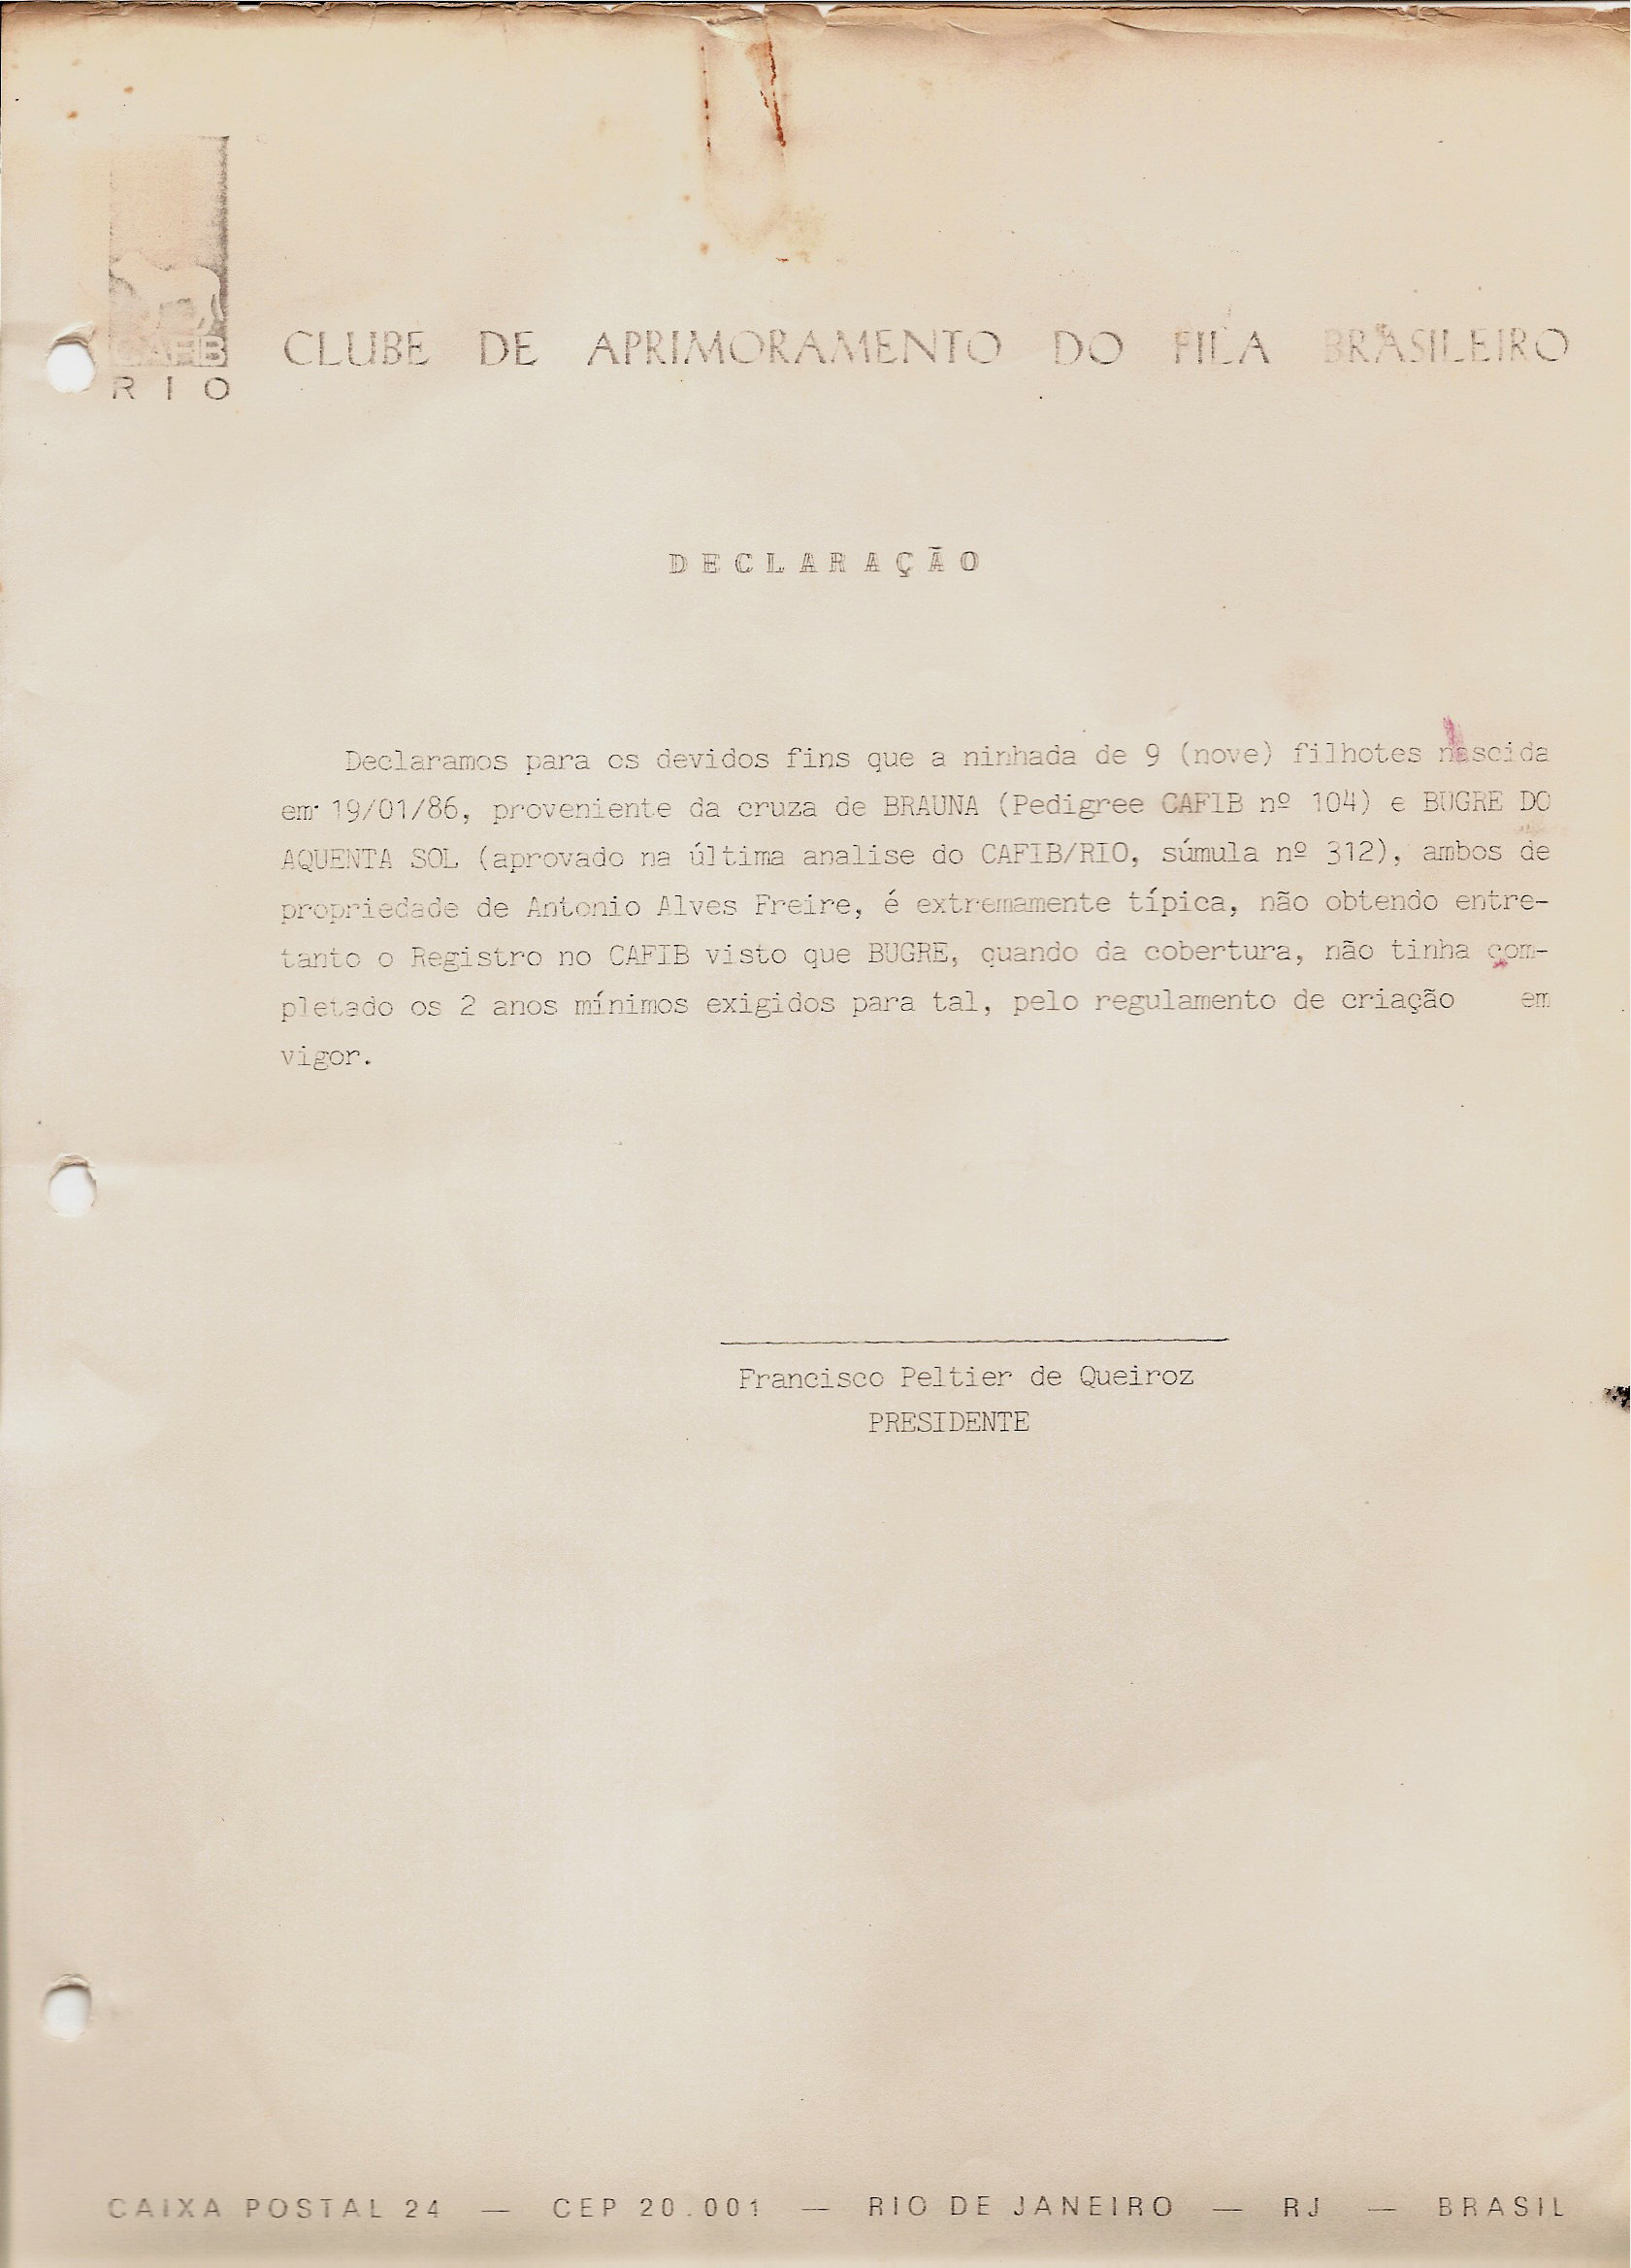 CAFIB
RIO
CLUBE DE APRIMORAMENTO DO FILA BRASILEIRO
DECLARAÇÃO
Declaramos para os devidos fins que a ninhada de 9 (nove) filhotes nascida
em 19/01/86, proveniente da cruza de BRAUNA (Pedigree CAFIB nº 104) e BUGRE DO
AQUENTA SOL (aprovado na última analise do CAFIB/RIO, súmula nº 312), ambos de
propriedade de Antonio Alves Freire, é extremamente típica, não obtendo entre-
tanto o Registro no CAFIB visto que BUGRE, quando da cobertura, não tinha com-
pletado os 2 anos mínimos exigidos para tal, pelo regulamento de criação em
vigor.
Francisco Peltier de Queiroz
PRESIDENTE
CAIXA POSTAL 24 — CEP 20.001 — RIO DE JANEIRO — RJ — BRASIL